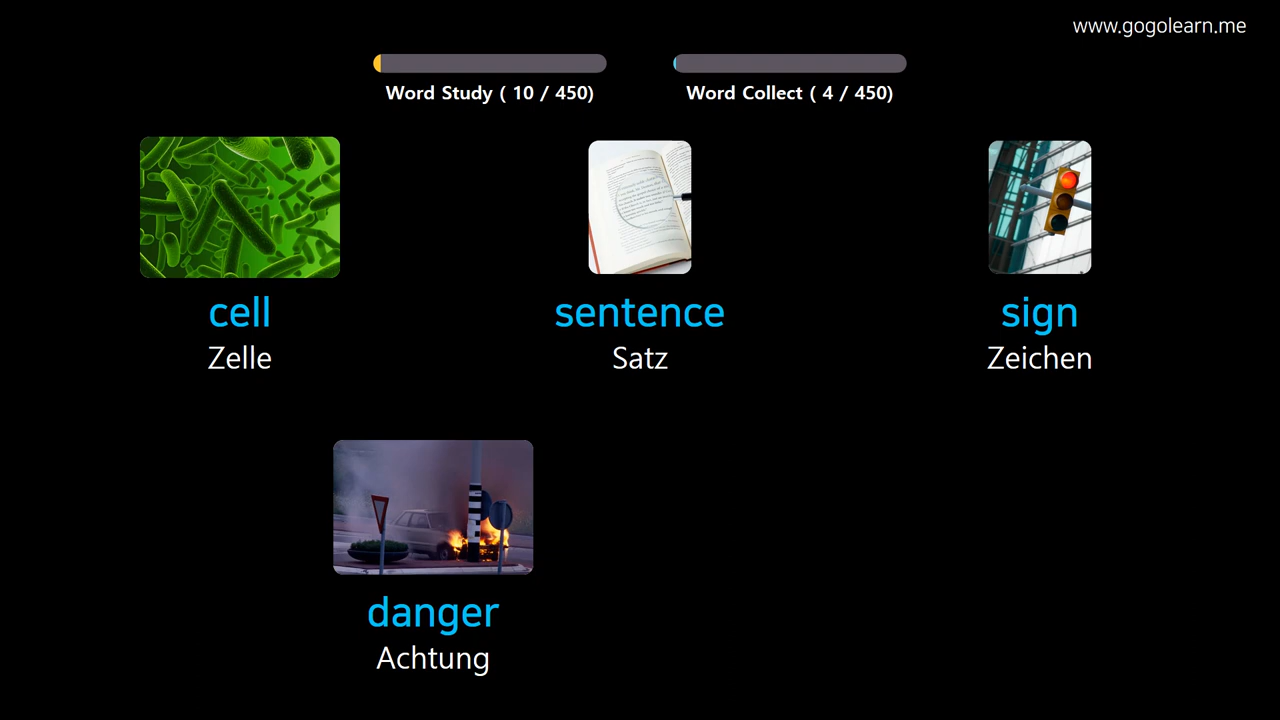 www.gogolearn.me
Word Study ( 10 / 450)
Word Collect ( 4 / 450)
cell
sentence
sign
Zelle
Satz
Zeichen
danger
Achtung